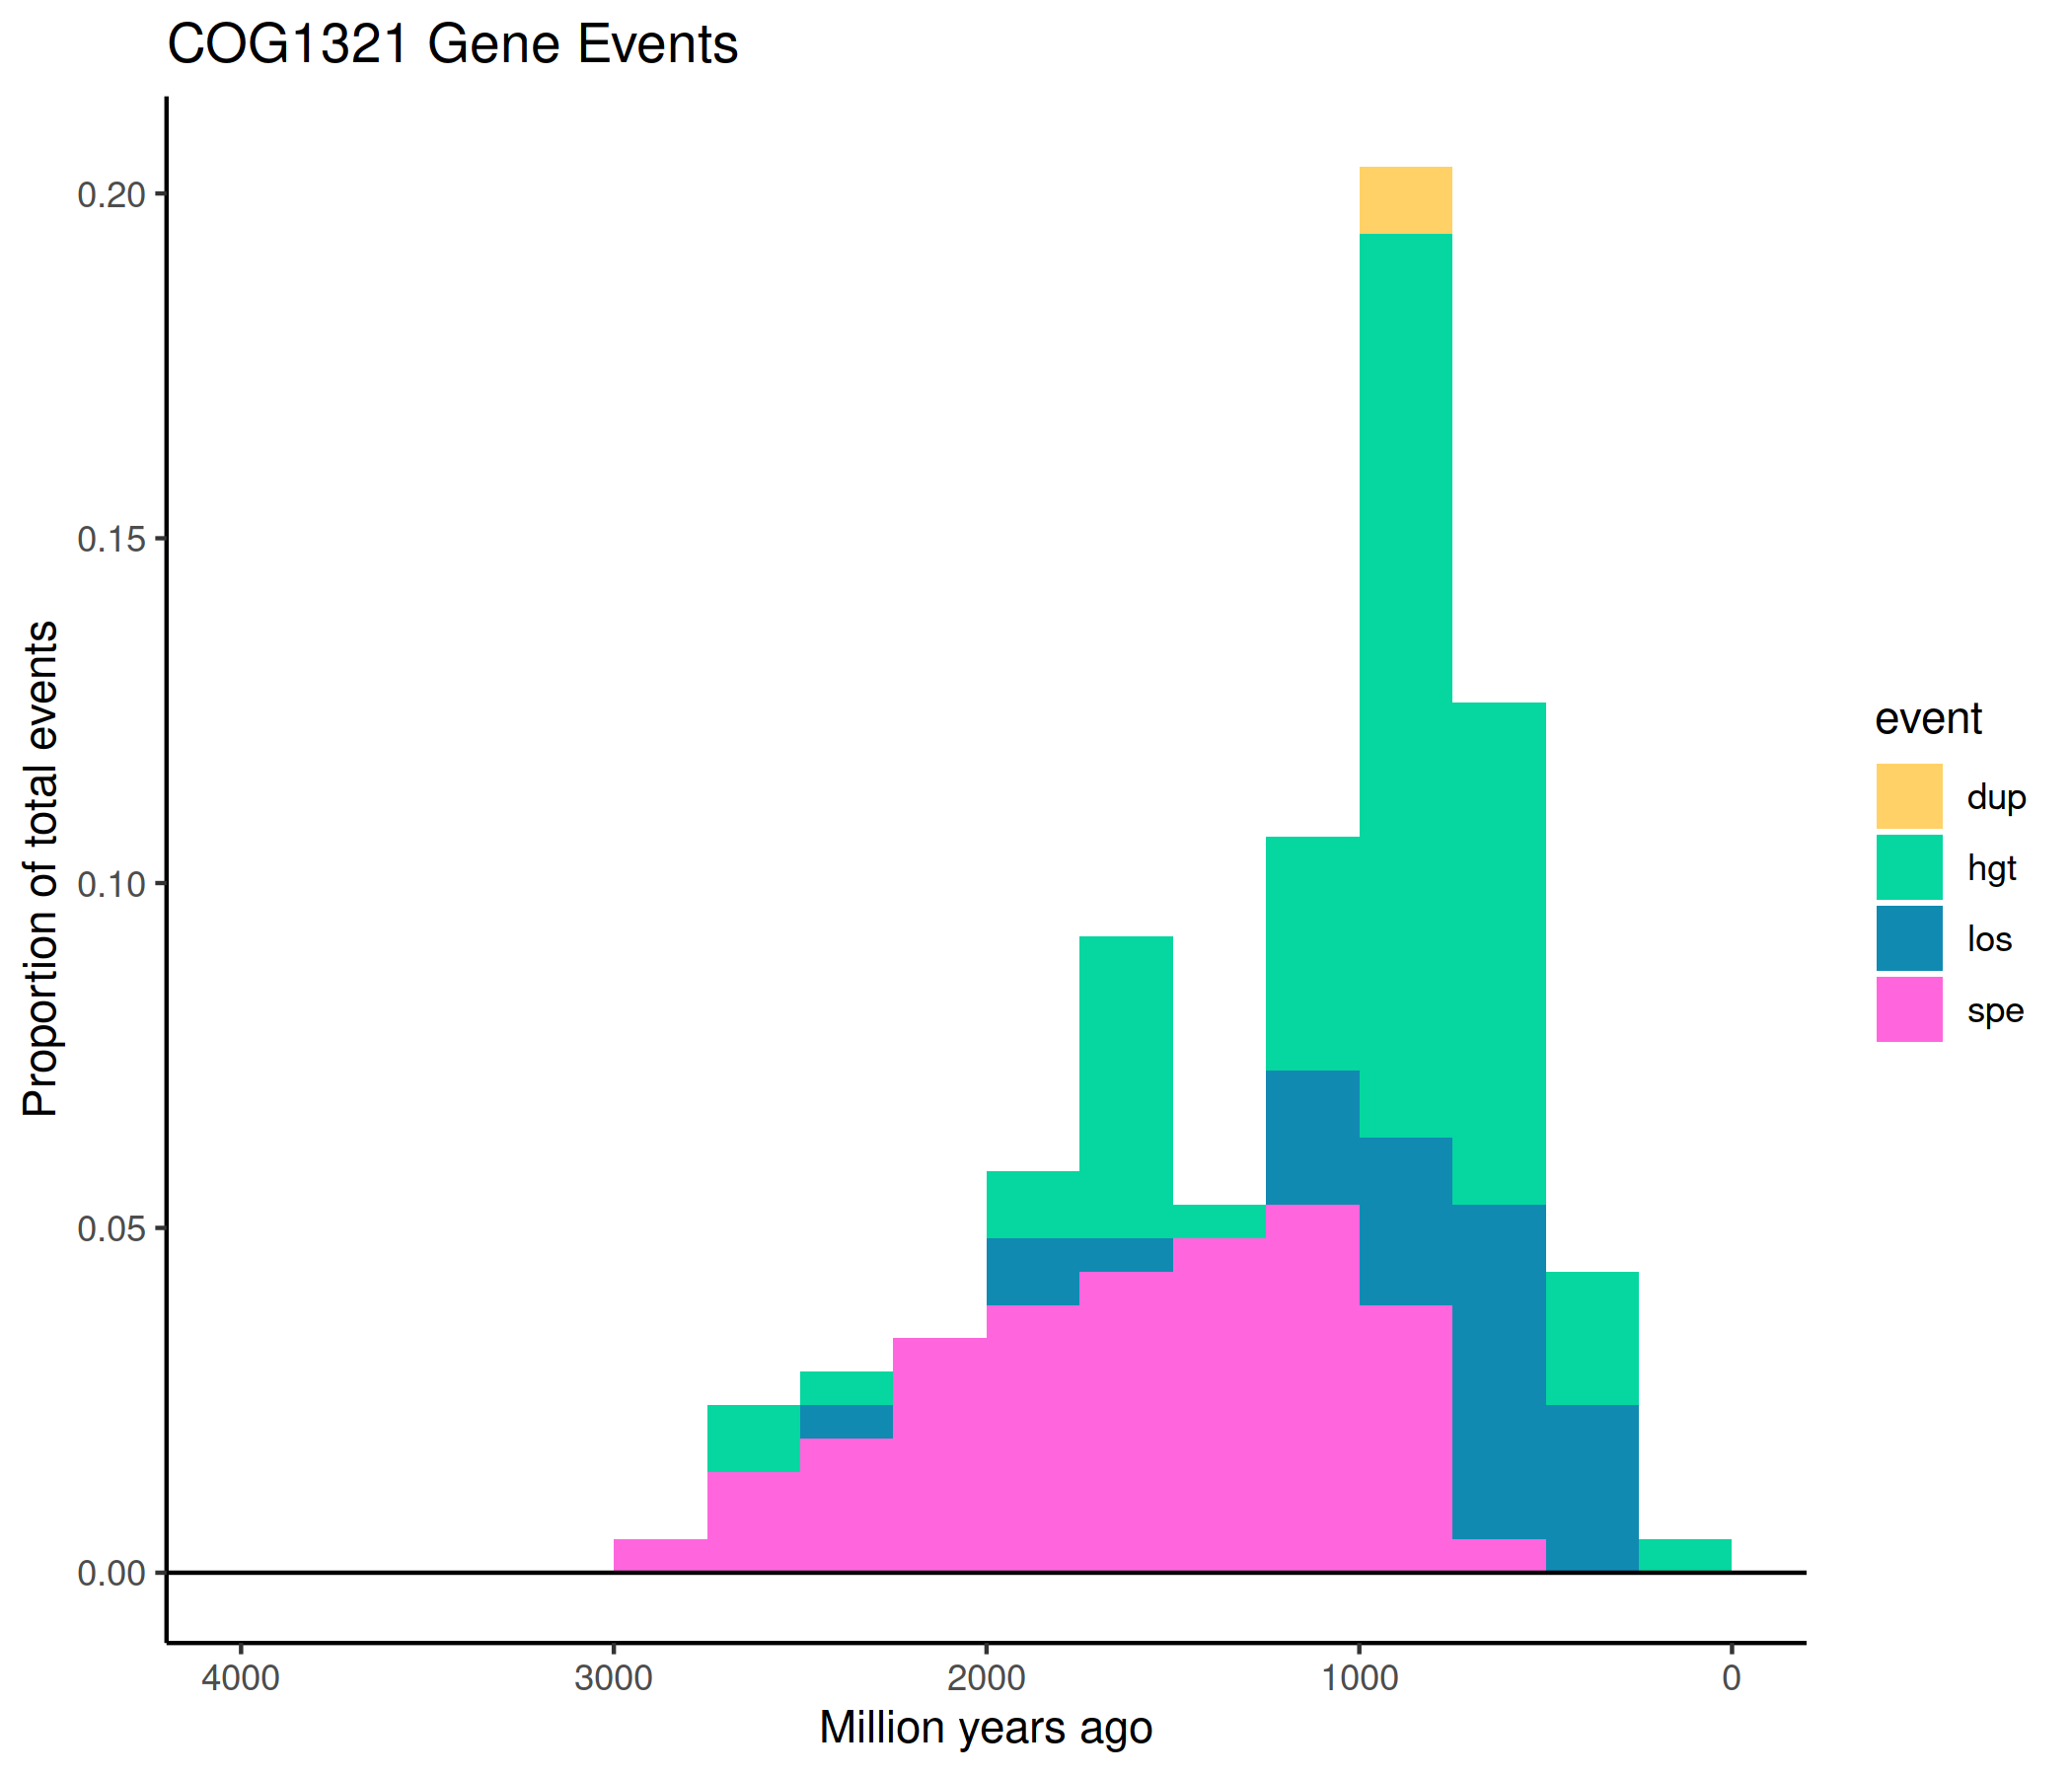 COG1321 Gene Events
Proportion of total events
0.20
0.15
0.10
0.05
0.00
4000 3000 2000 1000 0
Million years ago
event
dup
hgt
los
spe